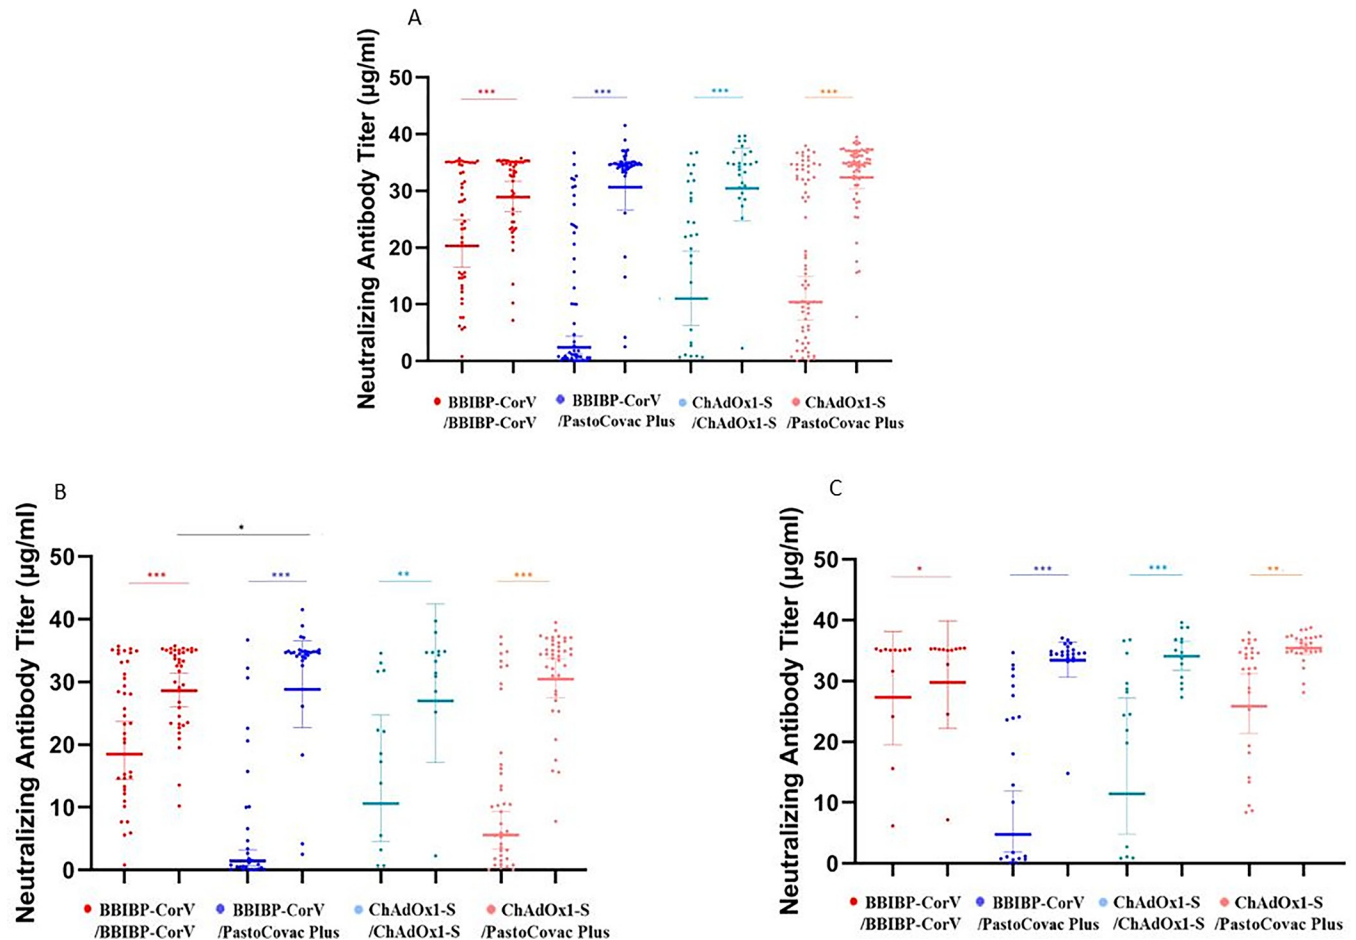 A
Neutralizing Antibody Titer (µg/ml)
50
40
30
20
10
0
*** *** *** ***
BBIBP-CorV BBIBP-CorV ChAdOx1-S ChAdOx1-S
/BBIBP-CorV /PastoCovac Plus /ChAdOx1-S /PastoCovac Plus
B
Neutralizing Antibody Titer (µg/ml)
50
40
30
20
10
0
*
*** *** ** ***
BBIBP-CorV BBIBP-CorV ChAdOx1-S ChAdOx1-S
/BBIBP-CorV /PastoCovac Plus /ChAdOx1-S /PastoCovac Plus
C
Neutralizing Antibody Titer (µg/ml)
50
40
30
20
10
0
* *** *** **
BBIBP-CorV BBIBP-CorV ChAdOx1-S ChAdOx1-S
/BBIBP-CorV /PastoCovac Plus /ChAdOx1-S /PastoCovac Plus